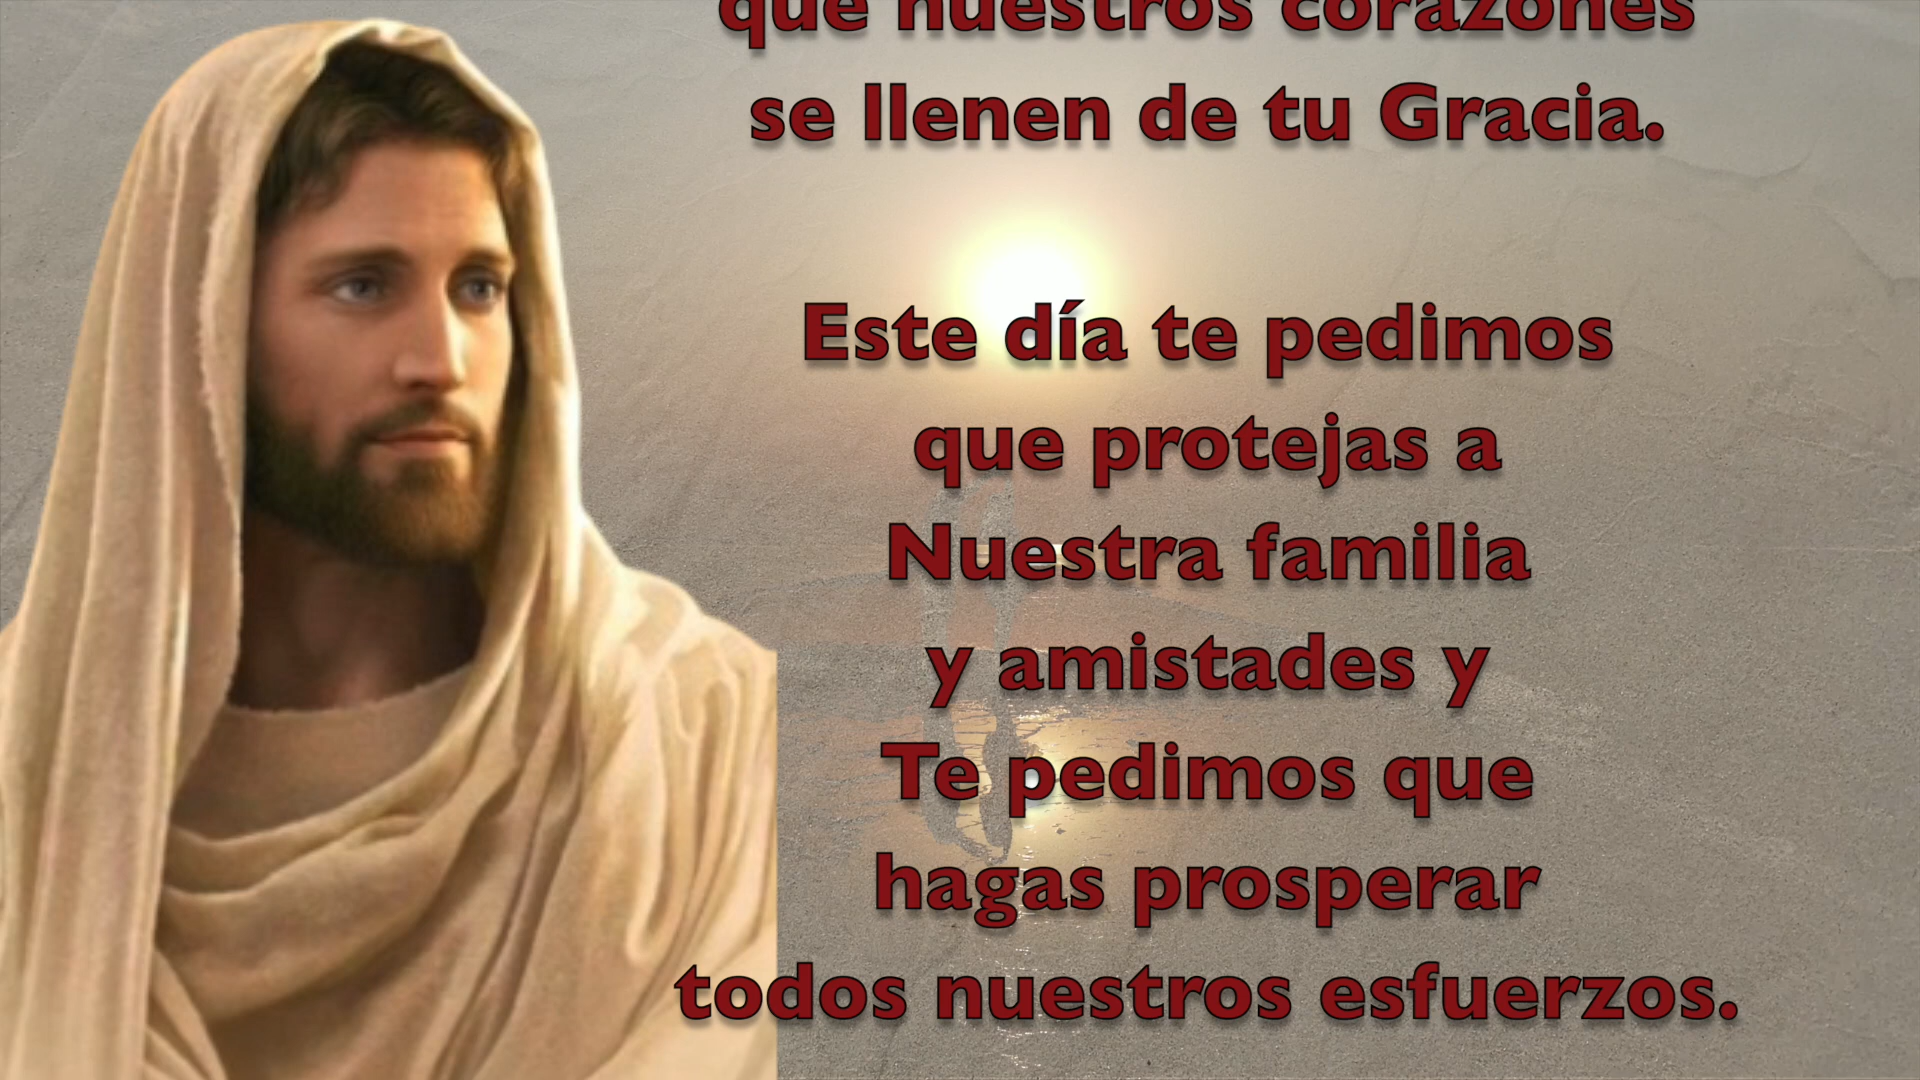 que nuestros corazones
se llenen de tu Gracia.
Este día te pedimos
que protejas a
Nuestra familia
y amistades y
Te pedimos que
hagas prosperar
todos nuestros esfuerzos.